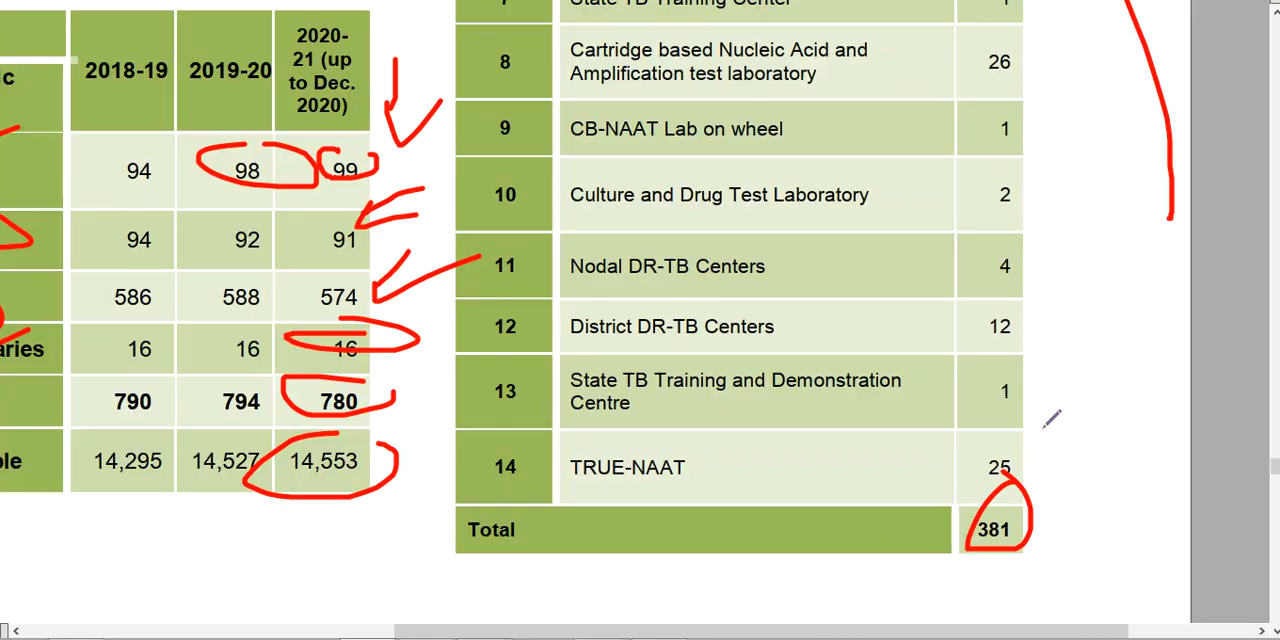 2018-19 2019-20 2020-
21 (up
to Dec.
2020)
94 98 99
94 92 91
586 588 574
aries 16 16 16
790 794 780
14,295 14,527 14,553
State TB Training Center
8 Cartridge based Nucleic Acid and
Amplification test laboratory 26
9 CB-NAAT Lab on wheel 1
10 Culture and Drug Test Laboratory 2
11 Nodal DR-TB Centers 4
12 District DR-TB Centers 12
13 State TB Training and Demonstration
Centre 1
14 TRUE-NAAT 25
Total 381